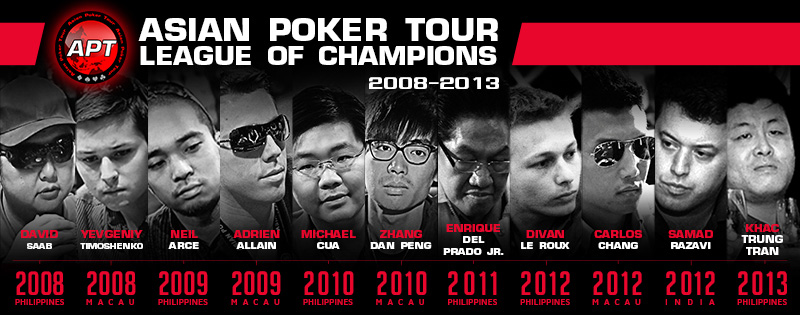 APT
Asian Poker Tour
ASIAN POKER TOUR
LEAGUE OF CHAMPIONS
2008-2013
DAVID
SAAB
YEVGENIY
TIMOSHENKO
NEIL
ARCE
ADRIEN
ALLAIN
MICHAEL
CUA
ZHANG
DAN PENG
ENRIQUE
DEL
PRADO JR.
DIVAN
LE ROUX
CARLOS
CHANG
SAMAD
RAZAVI
KHAC
TRUNG
TRAN
2008
PHILIPPINES
2008
MACAU
2009
PHILIPPINES
2009
MACAU
2010
PHILIPPINES
2010
MACAU
2011
PHILIPPINES
2012
PHILIPPINES
2012
MACAU
2012
INDIA
2013
PHILIPPINES